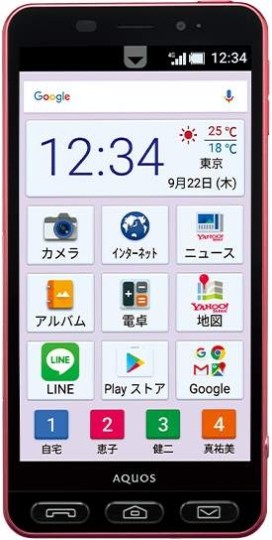 4G 12:34
Google
12:34
25℃
18℃
東京
9月22日 (木)
カメラ
インターネット
YAHOO!
ニュース
アルバム
電卓
YAHOO!
地図
LINE
LINE
Play ストア
Google
1 2 3 4
自宅 恵子 健二 真祐美
AQUOS